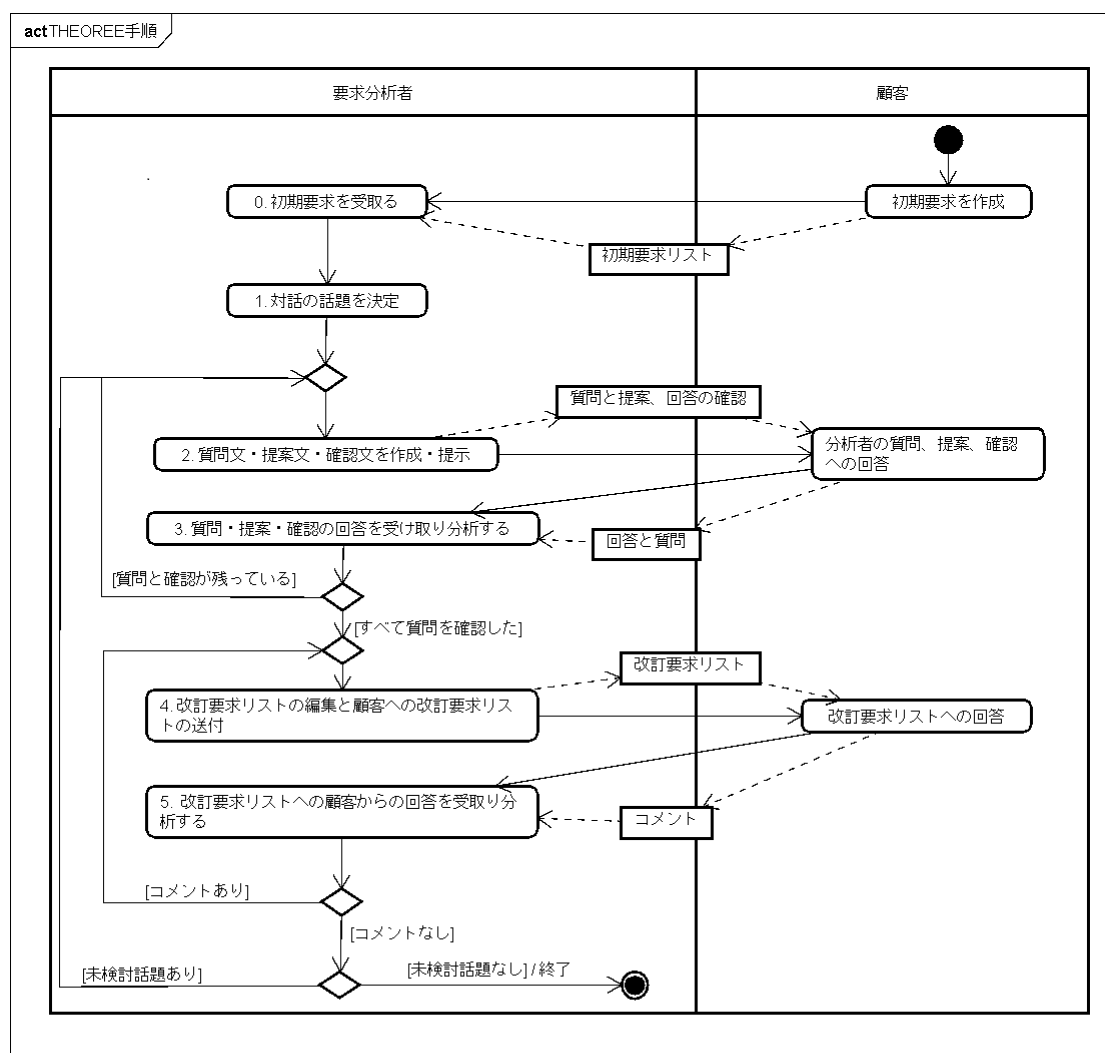 act THEOREE手順
要求分析者
顧客
0. 初期要求を受取る
初期要求を作成
初期要求リスト
1. 対話の話題を決定
質問と提案、回答の確認
2. 質問文・提案文・確認文を作成・提示
分析者の質問、提案、確認
への回答
3. 質問・提案・確認の回答を受け取り分析する
回答と質問
[質問と確認が残っている]
[すべて質問を確認した]
改訂要求リスト
4. 改訂要求リストの編集と顧客への改訂要求リス
トの送付
改訂要求リストへの回答
5. 改訂要求リストへの顧客からの回答を受取り分
析する
コメント
[コメントあり]
[コメントなし]
[未検討話題あり]
[未検討話題なし] / 終了